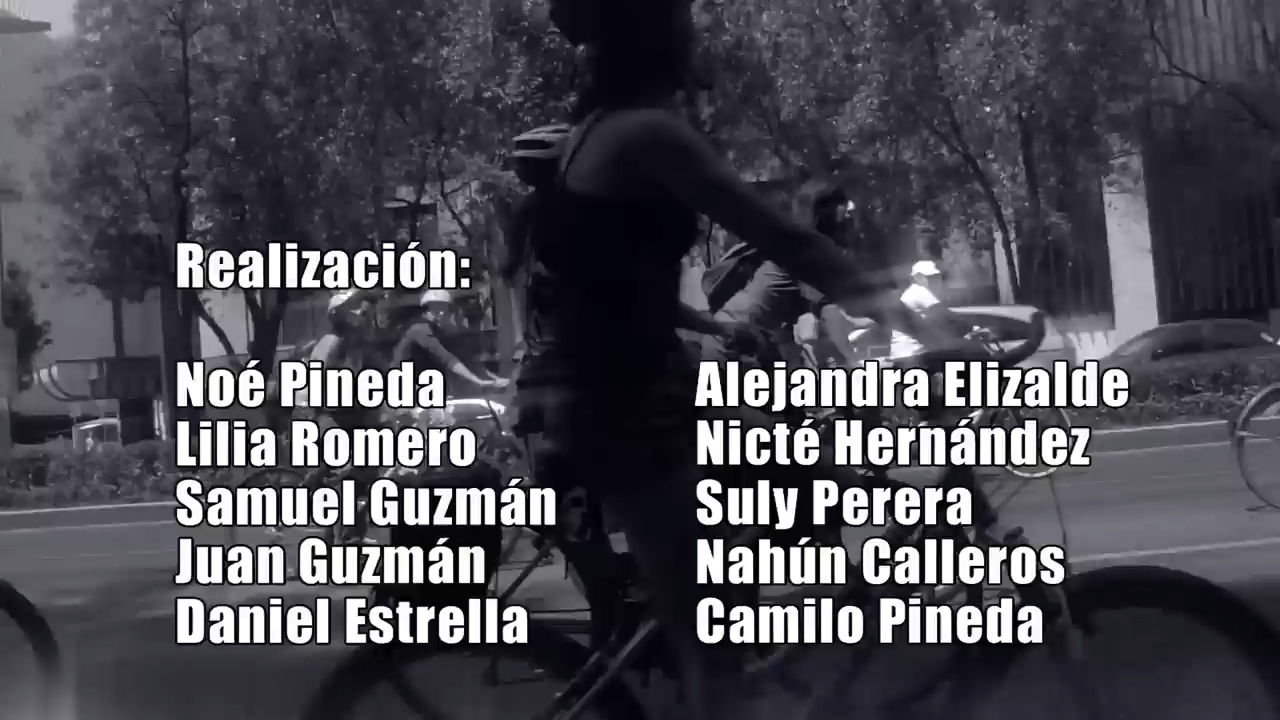 Realización:
Noé Pineda
Lilia Romero
Samuel Guzmán
Juan Guzmán
Daniel Estrella
Alejandra Elizalde
Nicté Hernández
Suly Perera
Nahún Calleros
Camilo Pineda